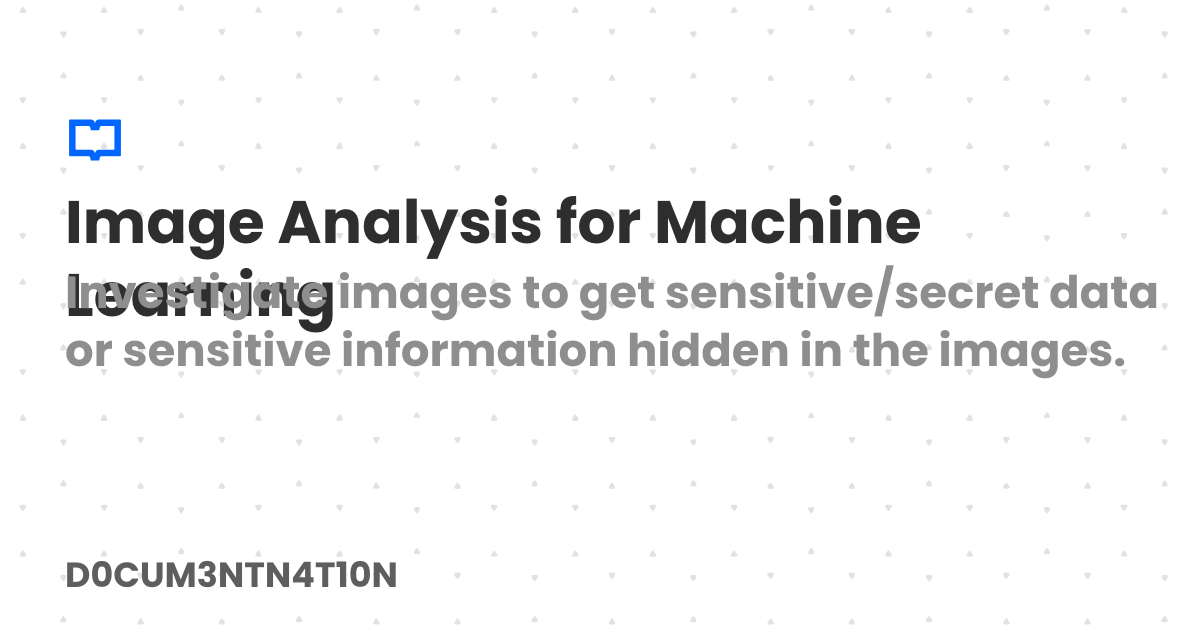 Image Analysis for Machine
Learning
Investigate images to get sensitive/secret data
or sensitive information hidden in the images.
D0CUM3NTN4T10N